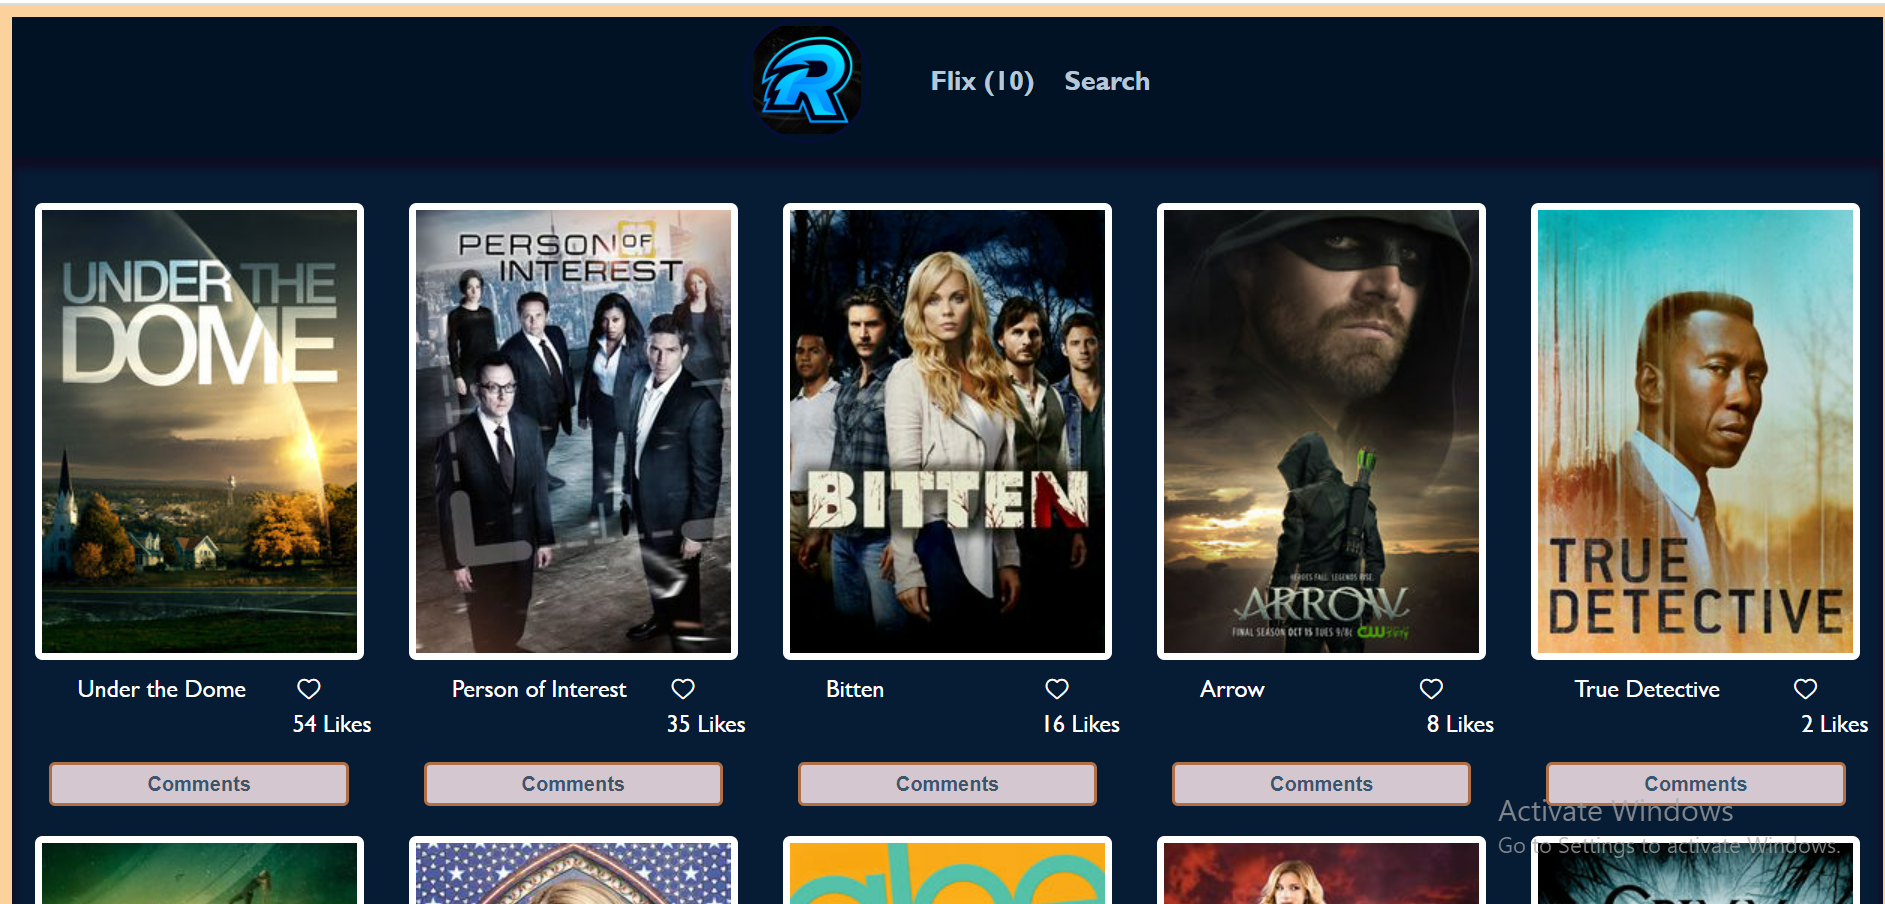 R
Flix (10) Search
UNDER THE
DOME
PERSON OF
INTEREST
BITTEN
HEROES FALL. LEGENDS RISE.
ARROW
FINAL SEASON OCT 15 TUES 9/8c CW
TRUE
DETECTIVE
Under the Dome
54 Likes
Person of Interest
35 Likes
Bitten
16 Likes
Arrow
8 Likes
True Detective
2 Likes
Comments
Comments
Comments
Comments
Comments
Activate Windows
Go to Settings to activate Windows.
glee